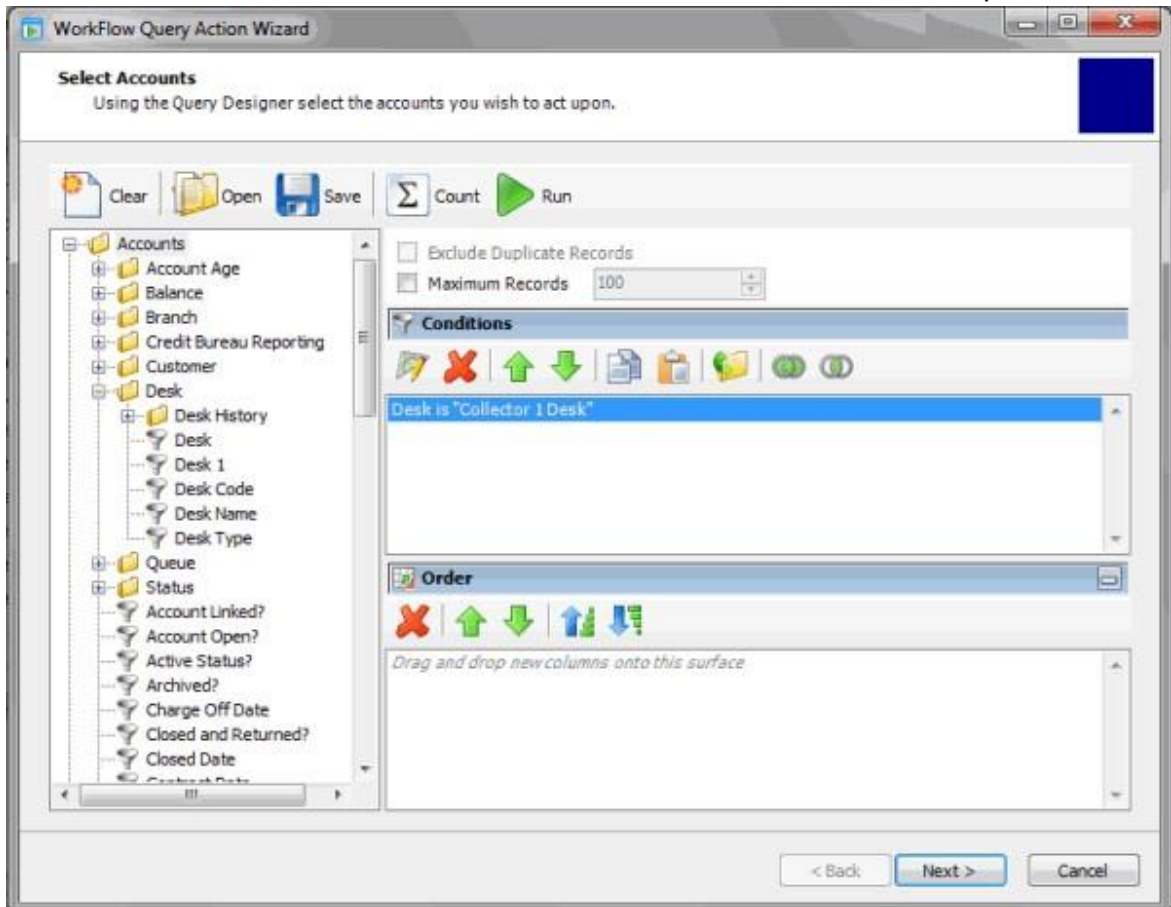 WorkFlow Query Action Wizard
Select Accounts
Using the Query Designer select the accounts you wish to act upon.
Clear Open Save Count Run
Accounts
Account Age
Balance
Branch
Credit Bureau Reporting
Customer
Desk
Desk History
Desk
Desk 1
Desk Code
Desk Name
Desk Type
Queue
Status
Account Linked?
Account Open?
Active Status?
Archived?
Charge Off Date
Closed and Returned?
Closed Date
Exclude Duplicate Records
Maximum Records 100
Conditions
Desk is "Collector 1 Desk"
Order
Drag and drop new columns onto this surface
< Back Next > Cancel